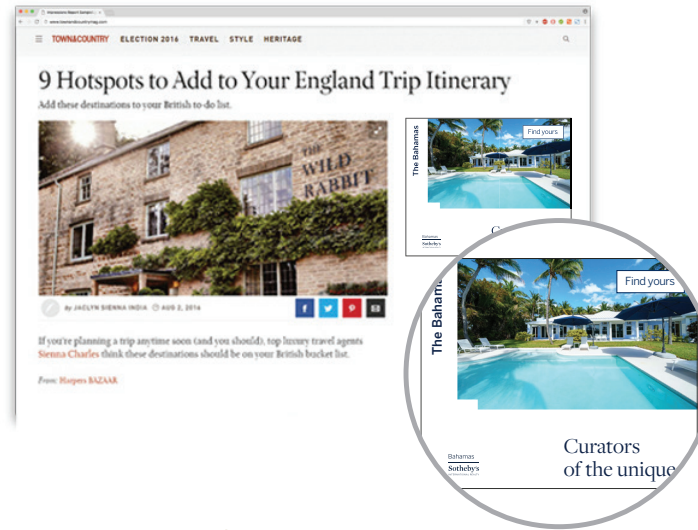 www.townandcountrymag.com
TOWN&COUNTRY ELECTION 2016 TRAVEL STYLE HERITAGE
9 Hotspots to Add to Your England Trip Itinerary
Add these destinations to your British to-do list.
THE
WILD
RABBIT
By JACLYN SIENNA INDIA AUG 2, 2016
If you're planning a trip anytime soon (and you should), top luxury travel agents
Sienna Charles think these destinations should be on your British bucket list.
From: Harpers BAZAAR
The Bahamas
Find yours
C
Bahamas
Sotheby's
The Bahama
Find yours
Curators
of the unique
Bahamas
Sotheby's